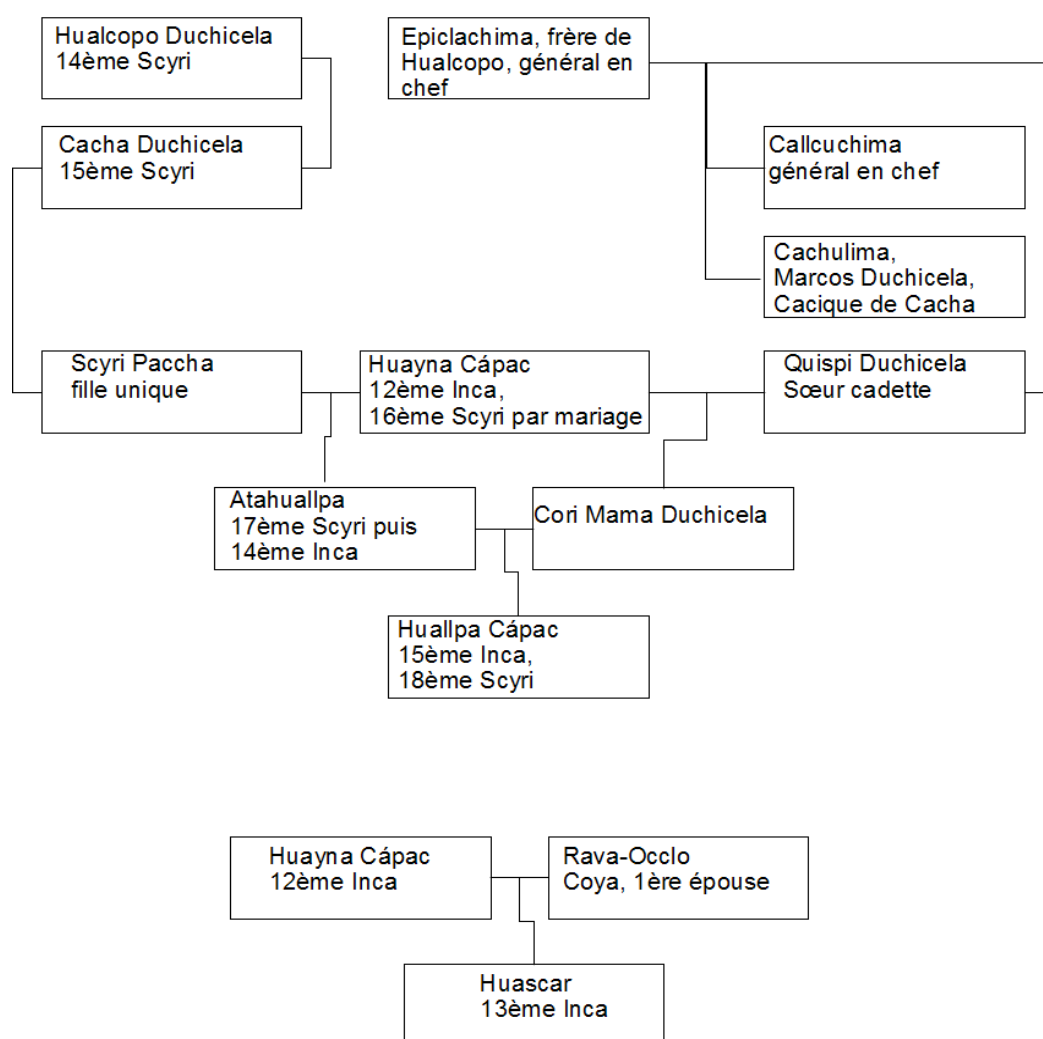 Hualcopo Duchicela
14ème Scyri
Epiclachima, frère de
Hualcopo, général en
chef
Cacha Duchicela
15ème Scyri
Callcuchima
général en chef
Cachulima,
Marcos Duchicela,
Cacique de Cacha
Scyri Paccha
fille unique
Huayna Cápac
12ème Inca,
16ème Scyri par mariage
Quispi Duchicela
Sœur cadette
Atahuallpa
17ème Scyri puis
14ème Inca
Cori Mama Duchicela
Huallpa Cápac
15ème Inca,
18ème Scyri
Huayna Cápac
12ème Inca
Rava-Occlo
Coya, 1ère épouse
Huascar
13ème Inca